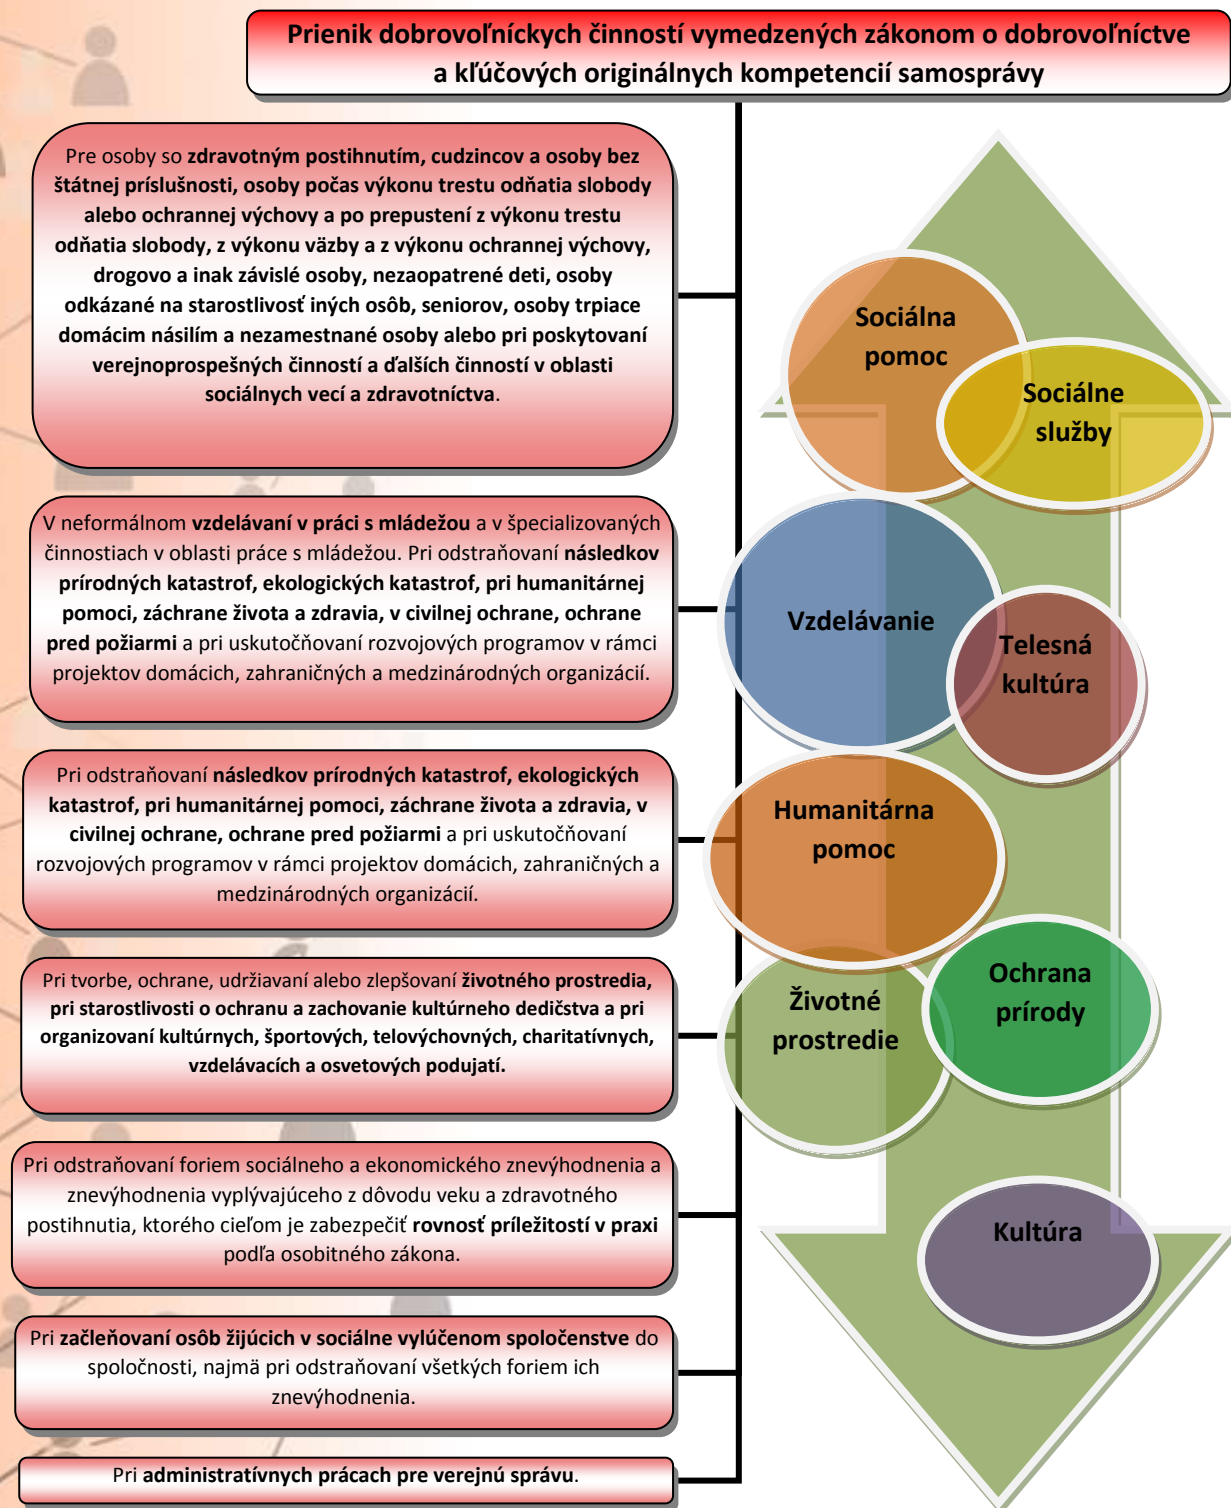 Prienik dobrovoľníckych činností vymedzených zákonom o dobrovoľníctve
a kľúčových originálnych kompetencií samosprávy
Pre osoby so zdravotným postihnutím, cudzincov a osoby bez
štátnej príslušnosti, osoby počas výkonu trestu odňatia slobody
alebo ochrannej výchovy a po prepustení z výkonu trestu
odňatia slobody, z výkonu väzby a z výkonu ochrannej výchovy,
drogovo a inak závislé osoby, nezaopatrené deti, osoby
odkázané na starostlivosť iných osôb, seniorov, osoby trpiace
domácim násilím a nezamestnané osoby alebo pri poskytovaní
verejnoprospešných činností a ďalších činností v oblasti
sociálnych vecí a zdravotníctva.
V neformálnom vzdelávaní v práci s mládežou a v špecializovaných
činnostiach v oblasti práce s mládežou. Pri odstraňovaní následkov
prírodných katastrof, ekologických katastrof, pri humanitárnej
pomoci, záchrane života a zdravia, v civilnej ochrane, ochrane
pred požiarmi a pri uskutočňovaní rozvojových programov v rámci
projektov domácich, zahraničných a medzinárodných organizácií.
Pri odstraňovaní následkov prírodných katastrof, ekologických
katastrof, pri humanitárnej pomoci, záchrane života a zdravia, v
civilnej ochrane, ochrane pred požiarmi a pri uskutočňovaní
rozvojových programov v rámci projektov domácich, zahraničných a
medzinárodných organizácií.
Pri tvorbe, ochrane, udržiavaní alebo zlepšovaní životného prostredia,
pri starostlivosti o ochranu a zachovanie kultúrneho dedičstva a pri
organizovaní kultúrnych, športových, telovýchovných, charitatívnych,
vzdelávacích a osvetových podujatí.
Pri odstraňovaní foriem sociálneho a ekonomického znevýhodnenia a
znevýhodnenia vyplývajúceho z dôvodu veku a zdravotného
postihnutia, ktorého cieľom je zabezpečiť rovnosť príležitostí v praxi
podľa osobitného zákona.
Pri začleňovaní osôb žijúcich v sociálne vylúčenom spoločenstve do
spoločnosti, najmä pri odstraňovaní všetkých foriem ich
znevýhodnenia.
Pri administratívnych prácach pre verejnú správu.
Sociálna
pomoc
Sociálne
služby
Vzdelávanie
Telesná
kultúra
Humanitárna
pomoc
Ochrana
prírody
Životné
prostredie
Kultúra